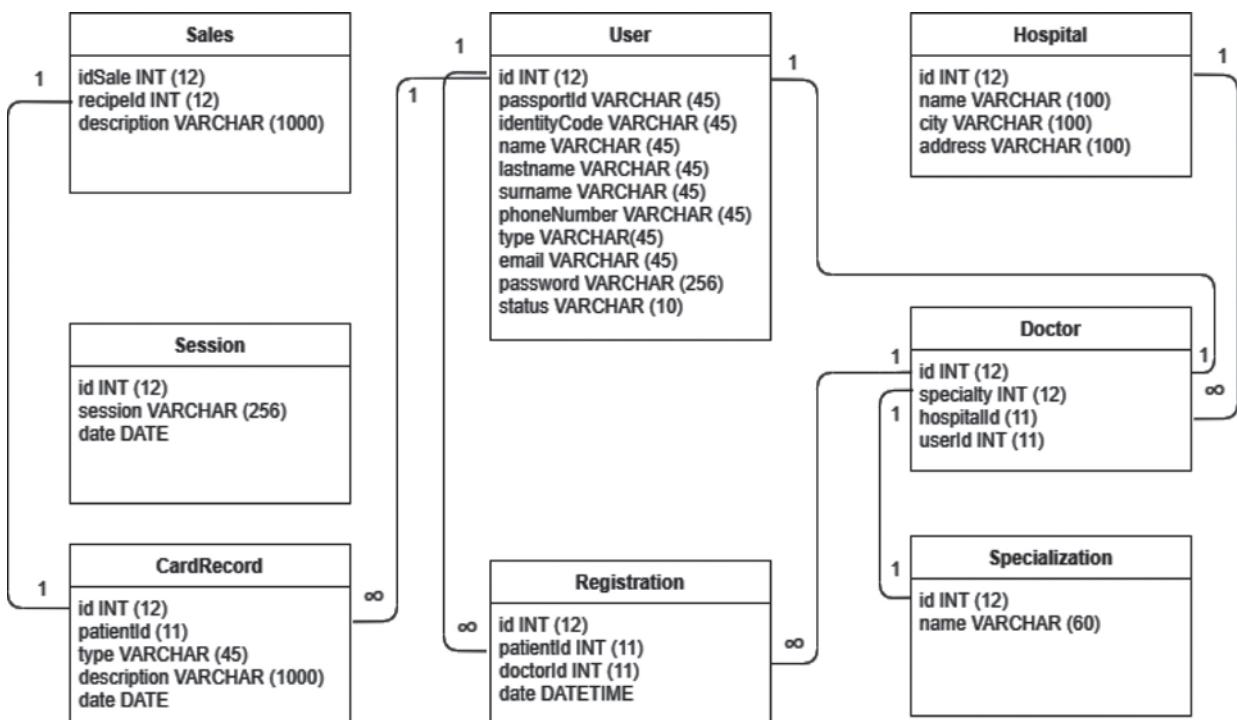 Sales
idSale INT (12)
recipeId INT (12)
description VARCHAR (1000)
1
User
id INT (12)
passportId VARCHAR (45)
identityCode VARCHAR (45)
name VARCHAR (45)
lastname VARCHAR (45)
surname VARCHAR (45)
phoneNumber VARCHAR (45)
type VARCHAR(45)
email VARCHAR (45)
password VARCHAR (256)
status VARCHAR (10)
1
1
1
Hospital
id INT (12)
name VARCHAR (100)
city VARCHAR (100)
address VARCHAR (100)
1
Session
id INT (12)
session VARCHAR (256)
date DATE
Doctor
id INT (12)
specialty INT (12)
hospitalId (11)
userId INT (11)
1
1
1
∞
CardRecord
id INT (12)
patientId (11)
type VARCHAR (45)
description VARCHAR (1000)
date DATE
1
∞
Registration
id INT (12)
patientId INT (11)
doctorId INT (11)
date DATETIME
∞
∞
Specialization
id INT (12)
name VARCHAR (60)
1